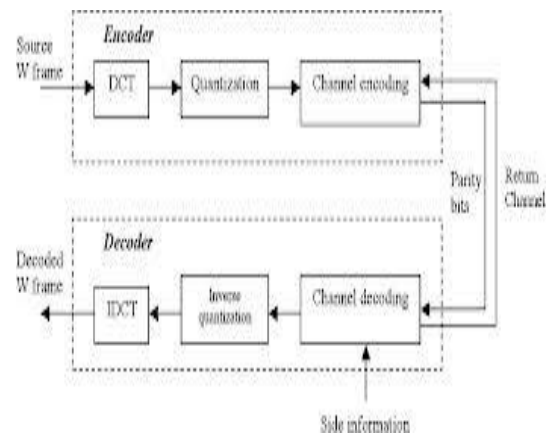 Encoder
Source
W frame
DCT
Quantization
Channel encoding
Parity
bits
Return
Channel
Decoder
Decoded
W frame
IDCT
Inverse
quantization
Channel decoding
Side information